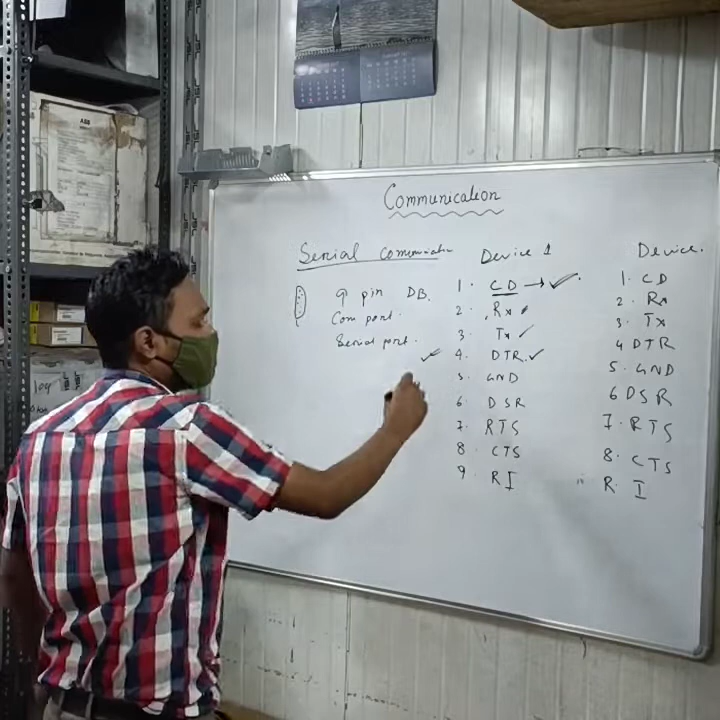 Communication
Serial Communication
9 pin DB.
Com port.
Serial port.
Device 1
1. CD → ✓.
2. Rx
3. Tx ✓
✓ 4. DTR. ✓
5. GND
6. DSR
7. RTS
8. CTS
9. RI
Device.
1. CD
2. Rx
3. Tx
4 DTR
5. GND
6 DSR
7. RTS
8. CTS
R. I
ABB